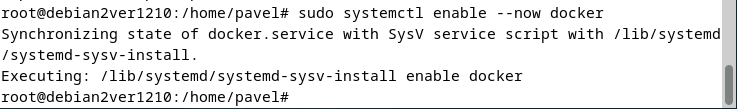 root@debian2ver1210:/home/pavel# sudo systemctl enable --now docker
Synchronizing state of docker.service with SysV service script with /lib/systemd
/systemd-sysv-install.
Executing: /lib/systemd/systemd-sysv-install enable docker
root@debian2ver1210:/home/pavel#